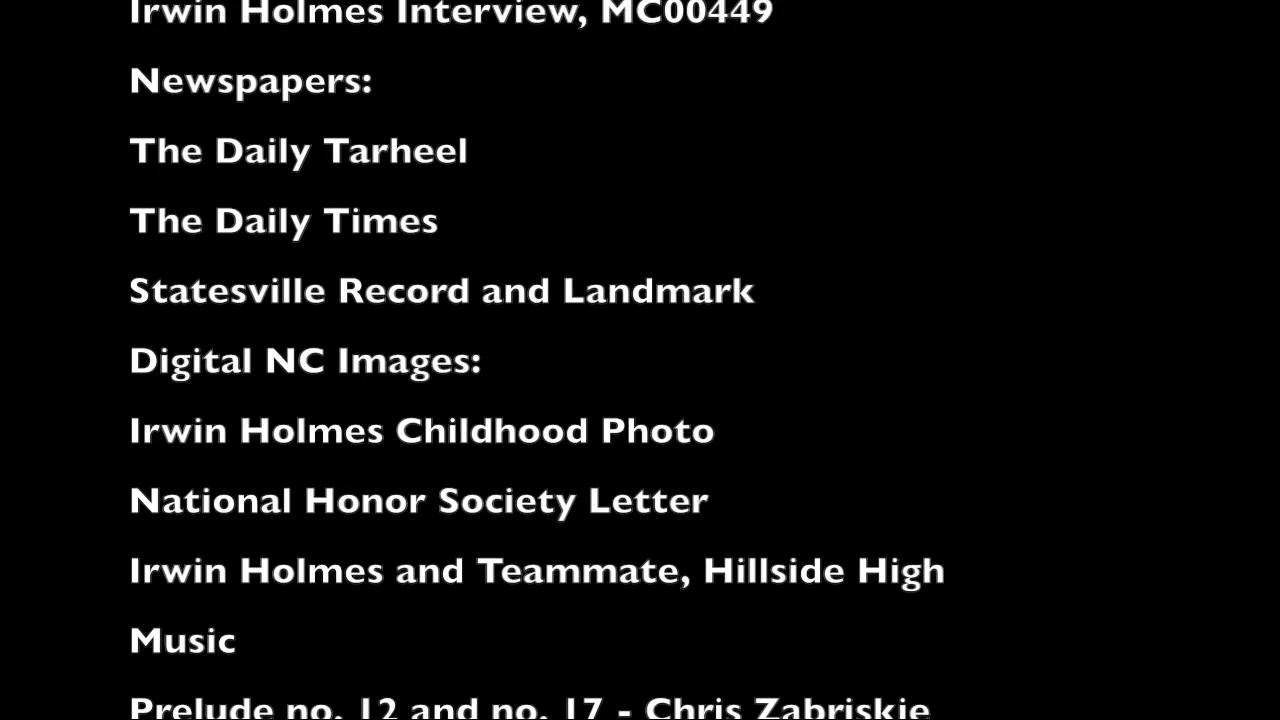 Irwin Holmes Interview, MC00449
Newspapers:
The Daily Tarheel
The Daily Times
Statesville Record and Landmark
Digital NC Images:
Irwin Holmes Childhood Photo
National Honor Society Letter
Irwin Holmes and Teammate, Hillside High
Music
Prelude no. 12 and no. 17 - Chris Zabriskie